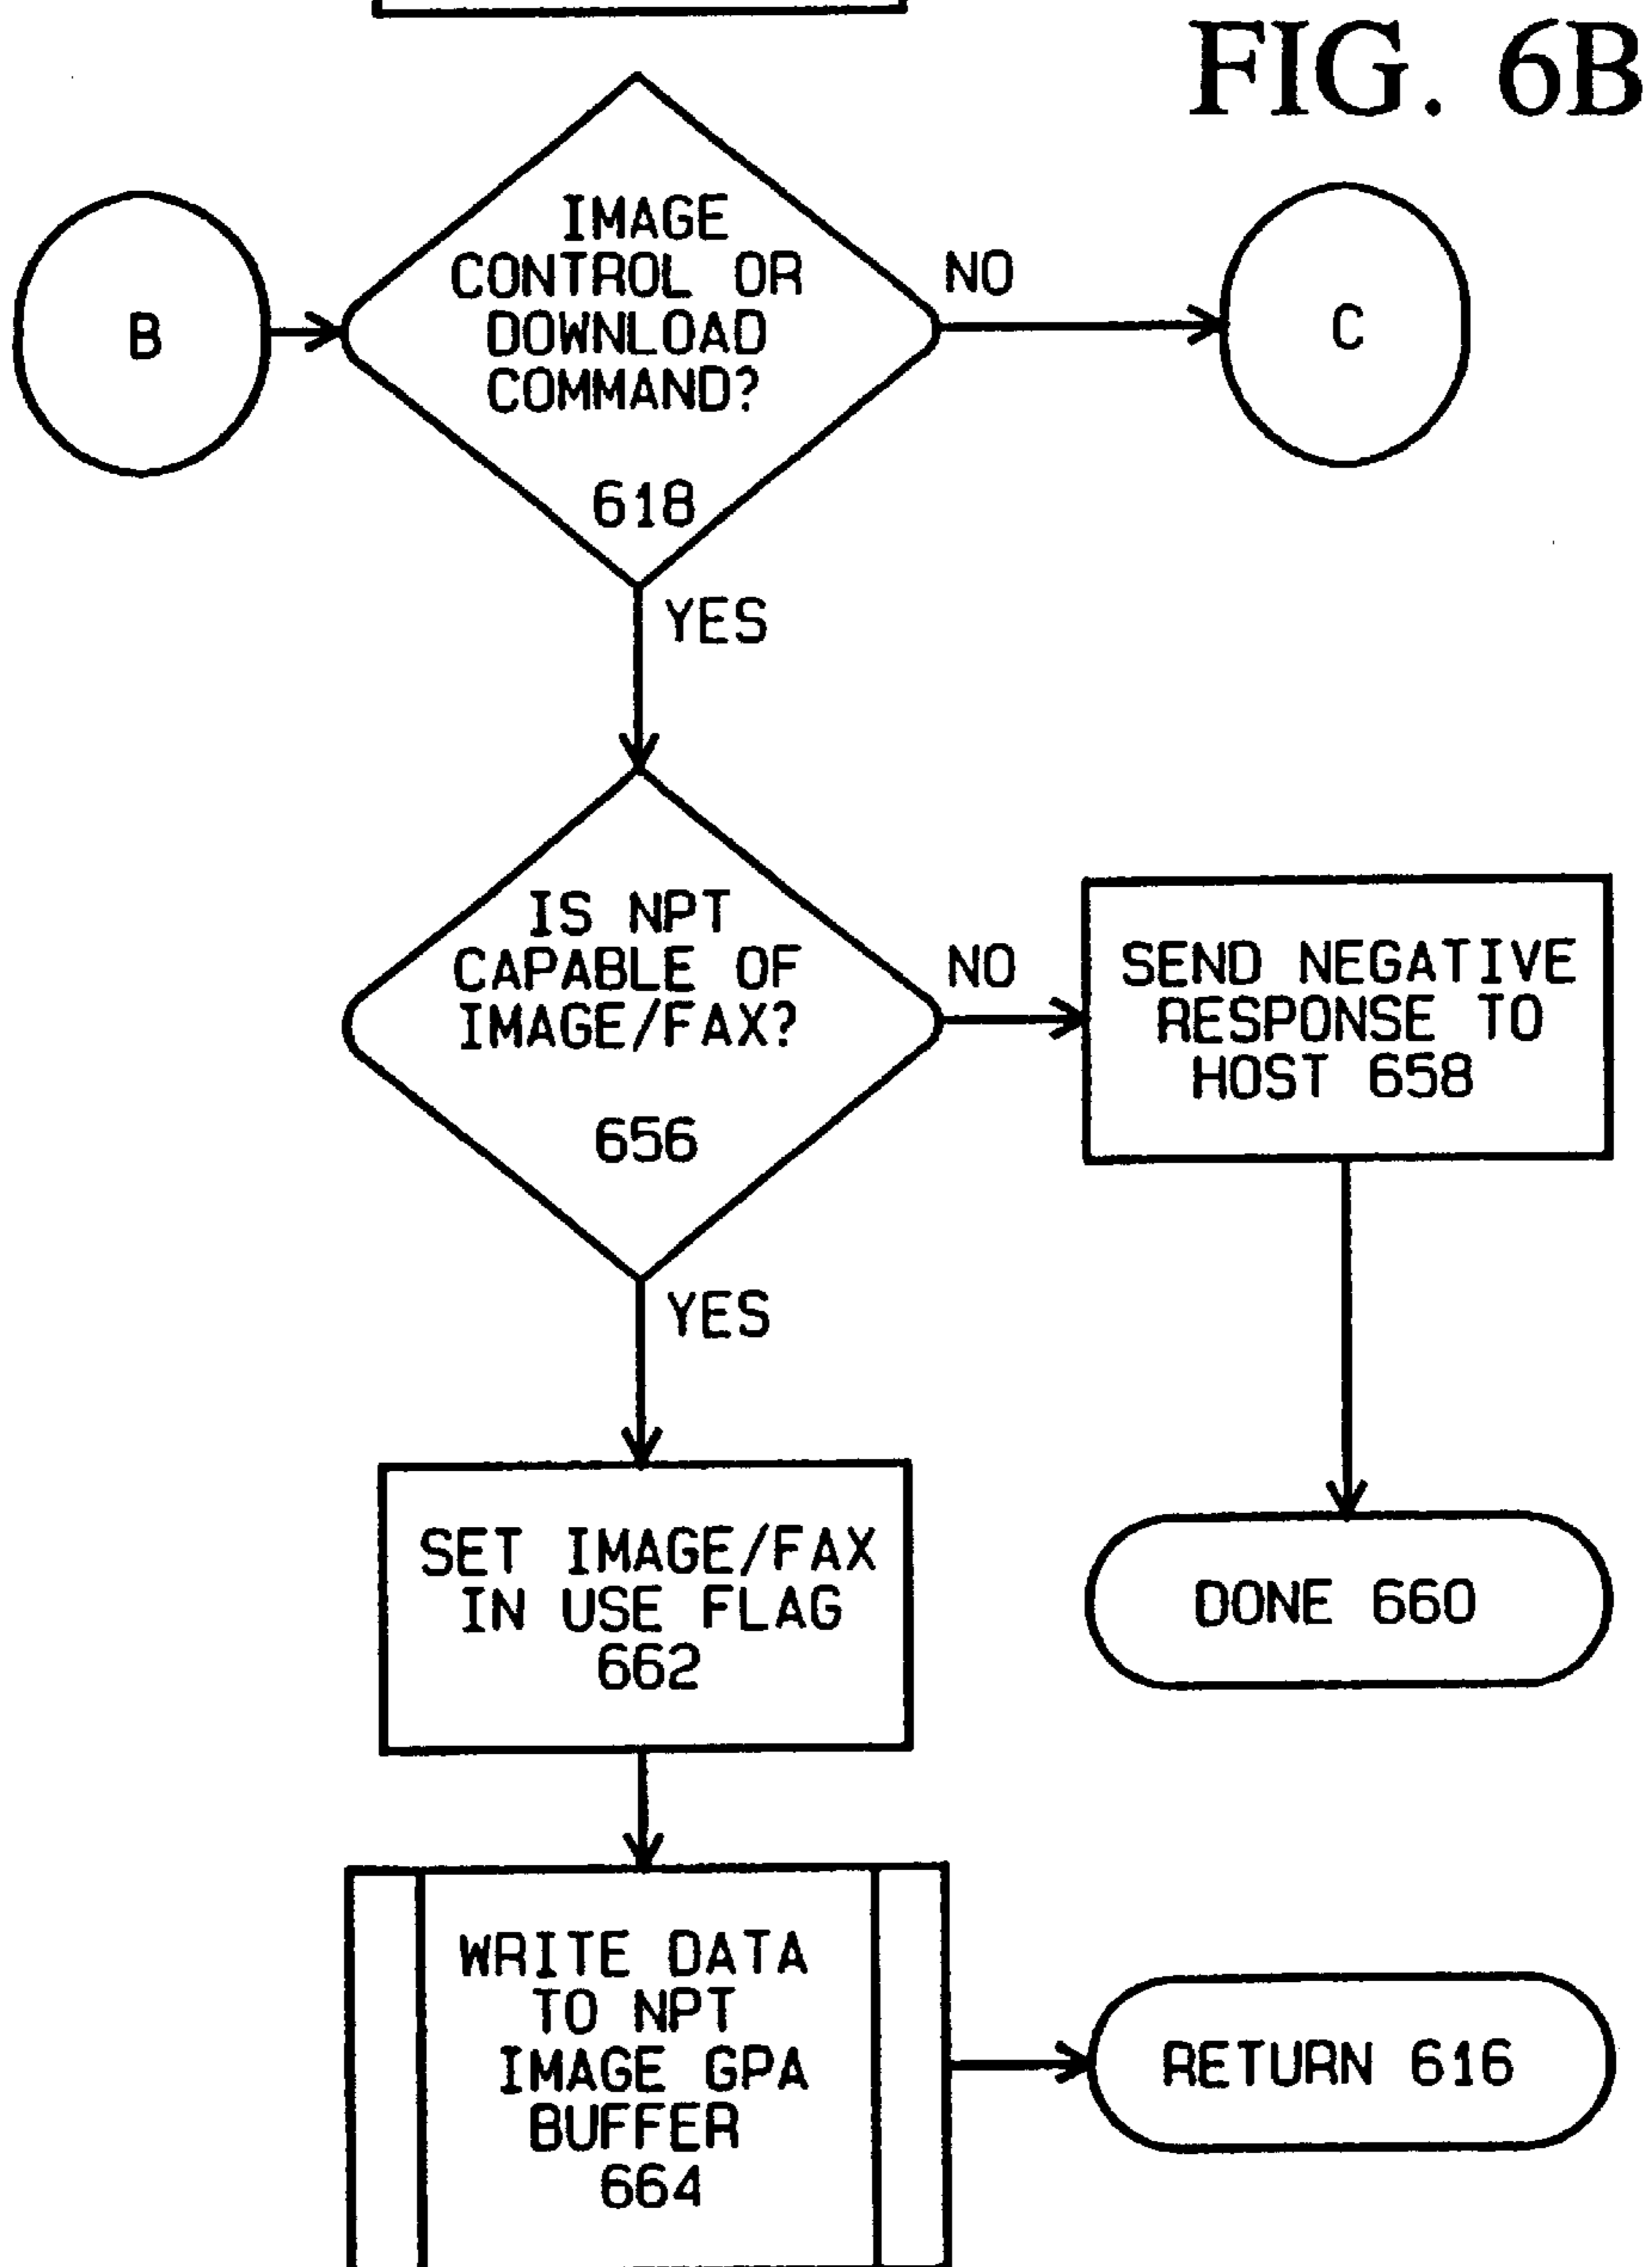 FIG. 6B
B
IMAGE
CONTROL OR
DOWNLOAD
COMMAND?
618
NO
C
YES
IS NPT
CAPABLE OF
IMAGE/FAX?
656
NO
SEND NEGATIVE
RESPONSE TO
HOST 658
YES
SET IMAGE/FAX
IN USE FLAG
662
DONE 660
WRITE DATA
TO NPT
IMAGE GPA
BUFFER
664
RETURN 616